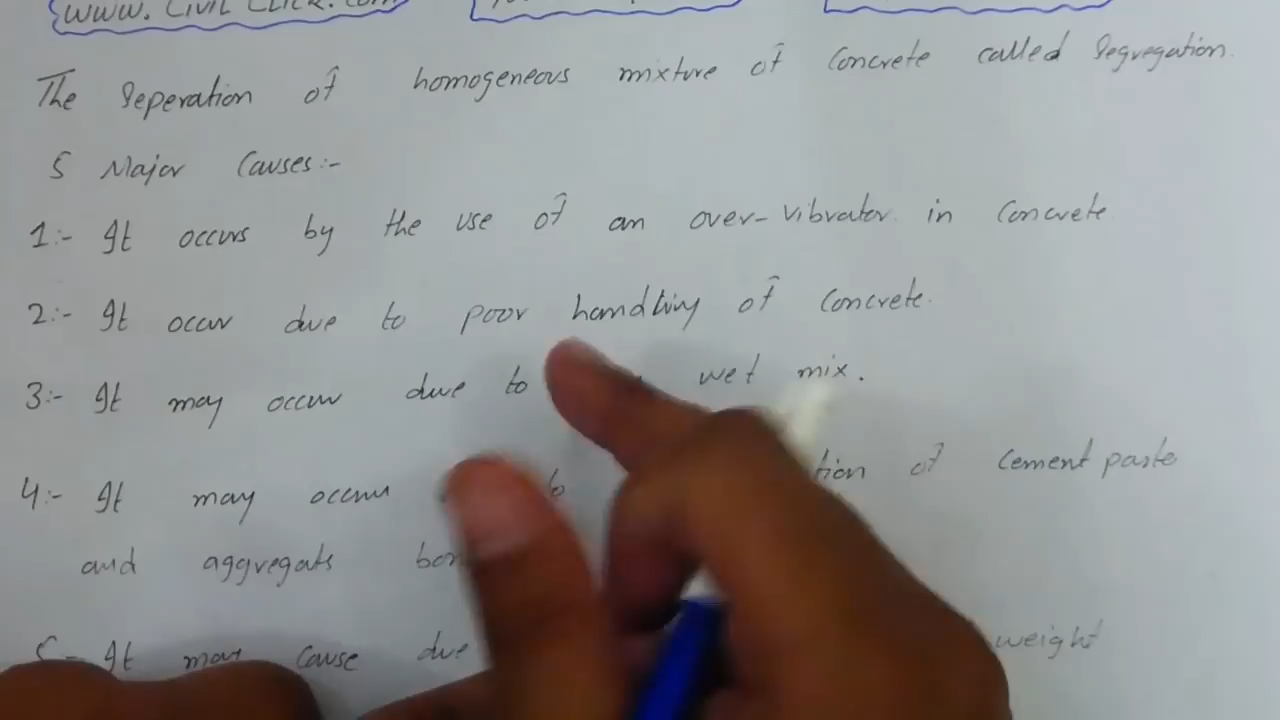 www. Civil Click. com
The Seperation of homogeneous mixture of Concrete called Segregation.
5 Major Causes:-
1:- It occurs by the use of an over-vibrator in Concrete
2:- It occur due to poor handling of Concrete.
3:- It may occur due to wet mix.
4:- It may occur of cement paste
and aggregats
5- It may cause due weight